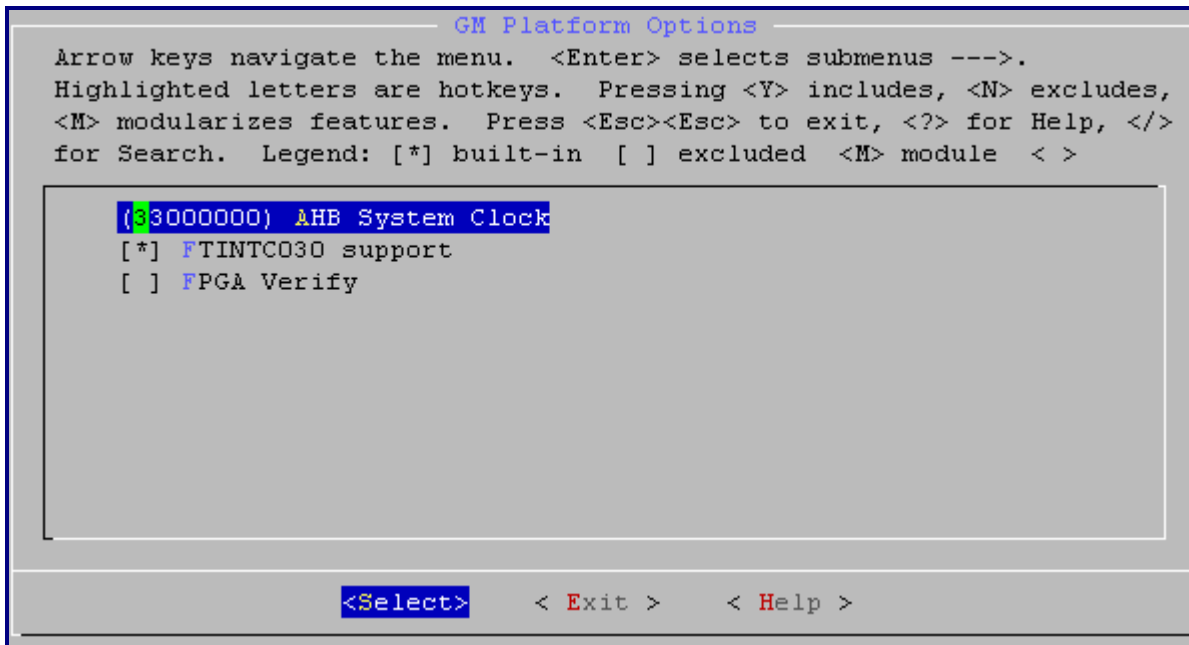 GM Platform Options
Arrow keys navigate the menu.  <Enter> selects submenus --->.
Highlighted letters are hotkeys.  Pressing <Y> includes, <N> excludes,
<M> modularizes features.  Press <Esc><Esc> to exit, <?> for Help, </>
for Search.  Legend: [*] built-in  [ ] excluded  <M> module  < >
(33000000) AHB System Clock
[*] FTINTC030 support
[ ] FPGA Verify
<Select>    < Exit >    < Help >